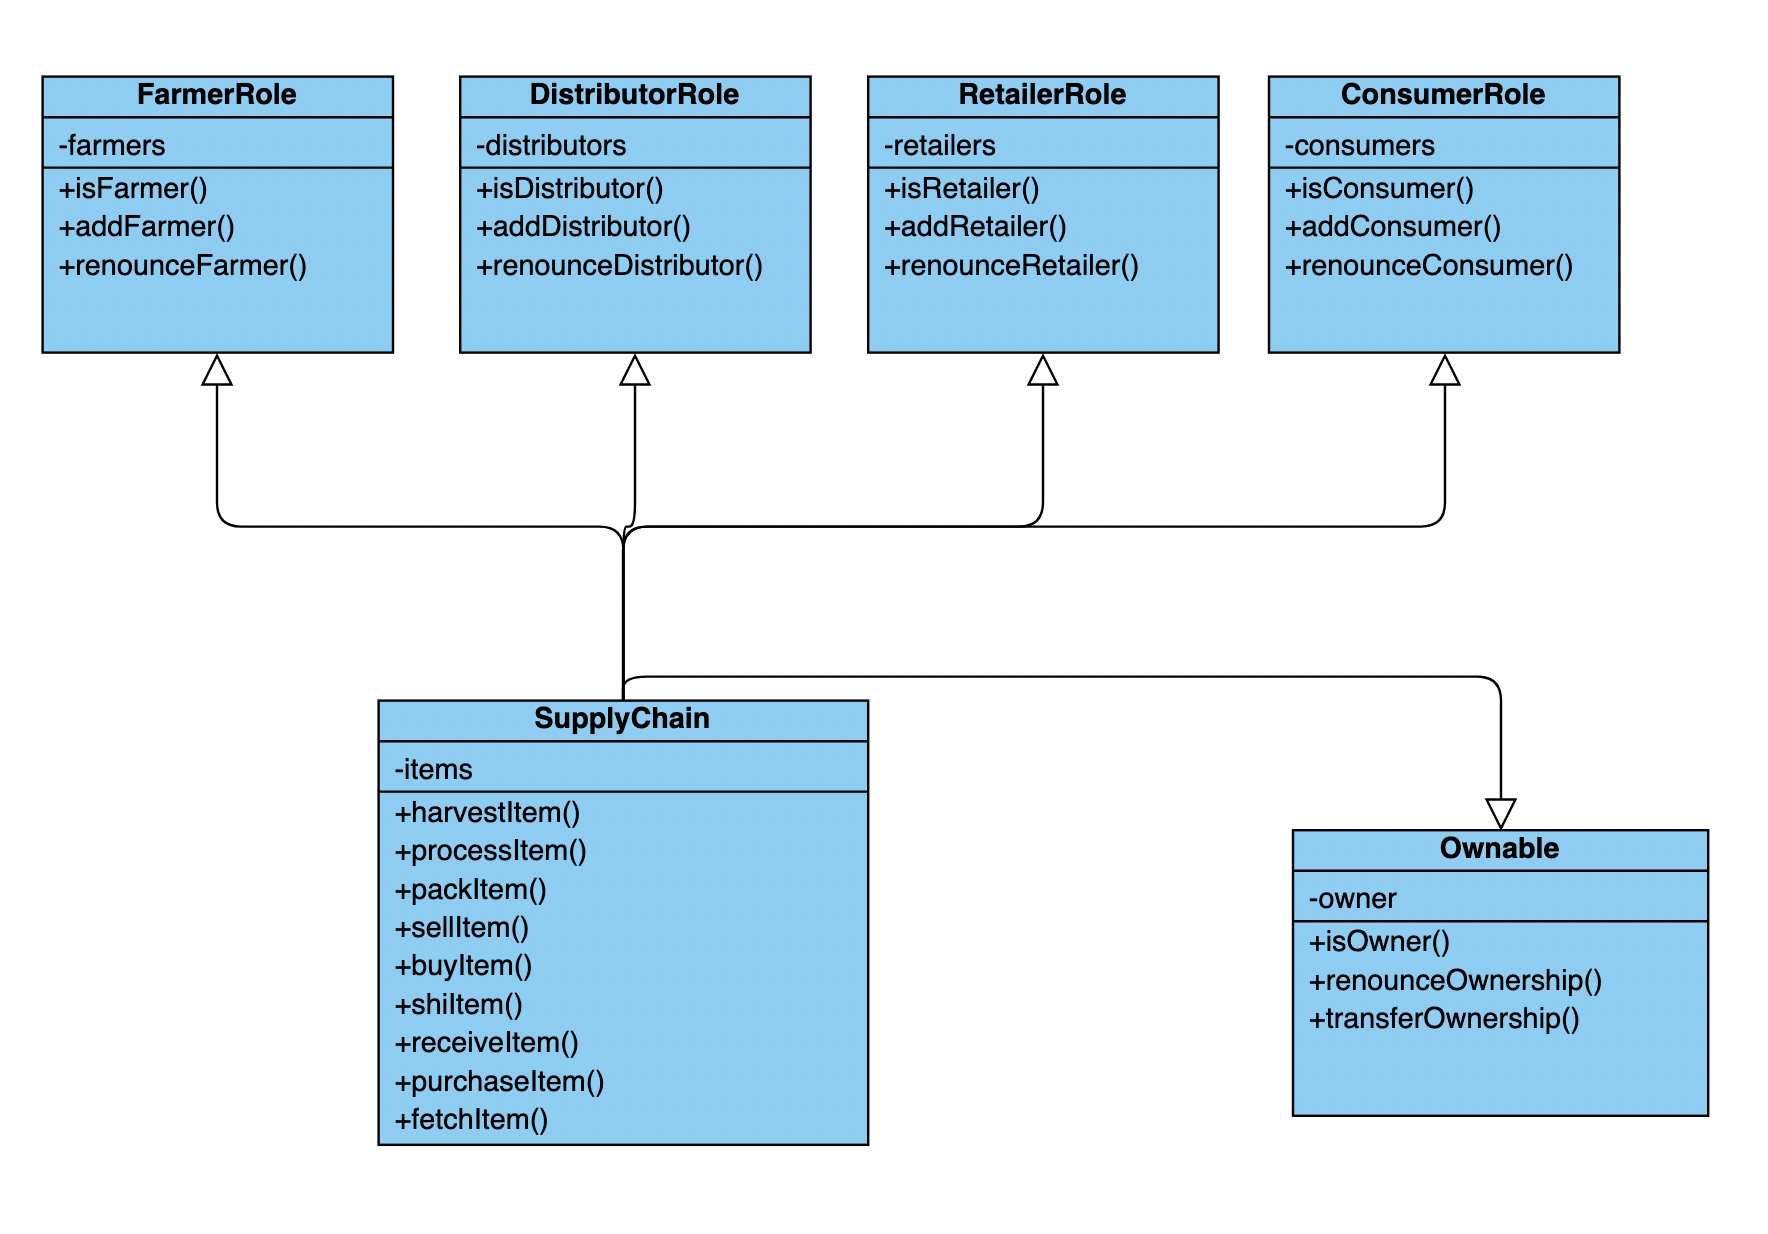 FarmerRole
-farmers
+isFarmer()
+addFarmer()
+renounceFarmer()
DistributorRole
-distributors
+isDistributor()
+addDistributor()
+renounceDistributor()
RetailerRole
-retailers
+isRetailer()
+addRetailer()
+renounceRetailer()
ConsumerRole
-consumers
+isConsumer()
+addConsumer()
+renounceConsumer()
SupplyChain
-items
+harvestItem()
+processItem()
+packItem()
+sellItem()
+buyItem()
+shiItem()
+receiveItem()
+purchaseItem()
+fetchItem()
Ownable
-owner
+isOwner()
+renounceOwnership()
+transferOwnership()